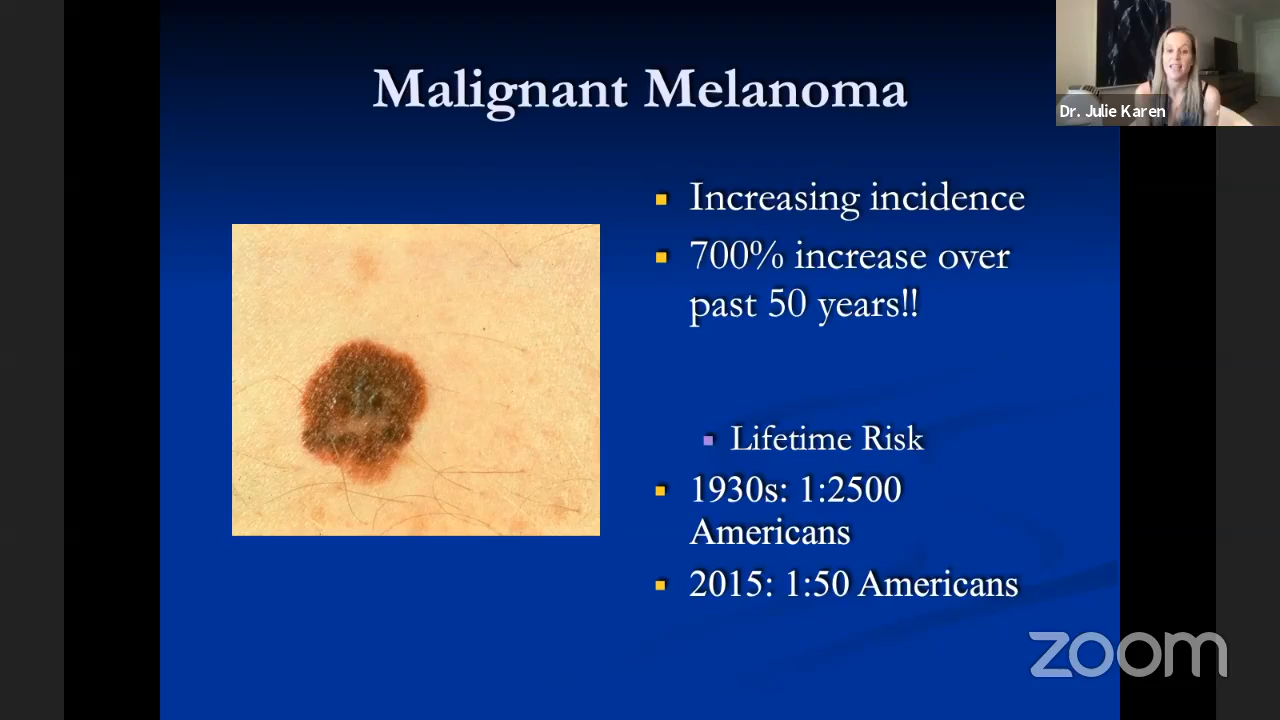 Malignant Melanoma
Dr. Julie Karen
Increasing incidence
700% increase over
past 50 years!!
Lifetime Risk
1930s: 1:2500
Americans
2015: 1:50 Americans
zoom